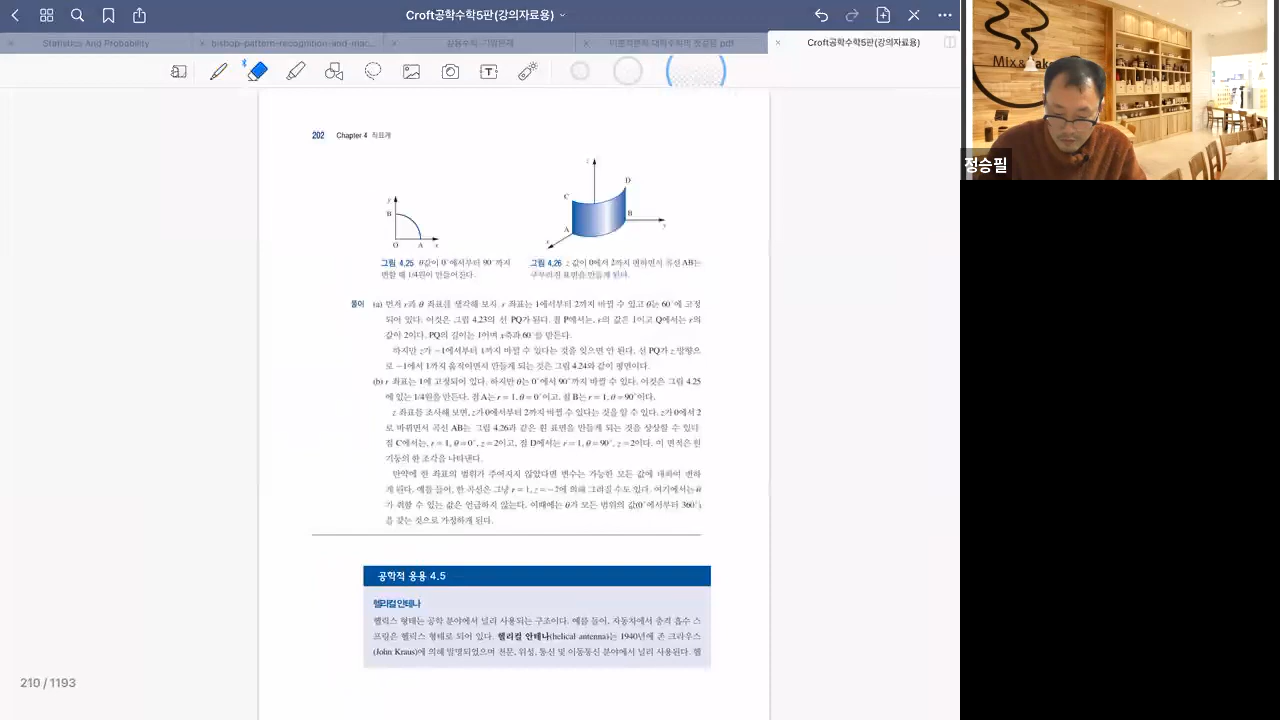 Croft공학수학5판(강의자료용)
Statistics And Probability
bishop-pattern-recognition-and-mac...
Croft공학수학5판(강의자료용)
202 Chapter 4 좌표계
y
B
O A x
z
C D
A B
x y
그림 4.25 θ값이 0°에서부터 90°까지
변할 때 1/4원이 만들어진다.
그림 4.26 z 값이 0에서 2까지 변하면서 곡선 AB는
구부러진 표면을 만들게 된다.
풀이 (a) 먼저 r과 θ 좌표를 생각해 보자. r 좌표는 1에서부터 2까지 바뀔 수 있고 θ는 60°에 고정
되어 있다. 이것은 그림 4.23의 선 PQ가 된다. 점 P에서는, r의 값은 1이고 Q에서는 r의
값이 2이다. PQ의 길이는 1이며 x축과 60°를 만든다.
하지만 z가 −1에서부터 1까지 바뀔 수 있다는 것을 잊으면 안 된다. 선 PQ가 z 방향으
로 −1에서 1까지 움직이면서 만들게 되는 것은 그림 4.24와 같이 평면이다.
(b) r 좌표는 1에 고정되어 있다. 하지만 θ는 0°에서 90°까지 바뀔 수 있다. 이것은 그림 4.25
에 있는 1/4원을 만든다. 점 A는 r = 1, θ = 0°이고, 점 B는 r = 1, θ = 90°이다.
z 좌표를 조사해 보면, z가 0에서부터 2까지 바뀔 수 있다는 것을 알 수 있다. z가 0에서 2
로 바뀌면서 곡선 AB는 그림 4.26과 같은 휜 표면을 만들게 되는 것을 상상할 수 있다.
점 C에서는, r = 1, θ = 0°, z = 2이고, 점 D에서는 r = 1, θ = 90°, z = 2이다. 이 면적은 원
기둥의 한 조각을 나타낸다.
만약에 한 좌표의 범위가 주어지지 않았다면 변수는 가능한 모든 값에 대하여 변하
게 된다. 예를 들어, 한 곡선은 그냥 r = 1, z = −2에 의해 그려질 수도 있다. 여기에서는 θ
가 취할 수 있는 값은 언급하지 않는다. 이때에는 θ가 모든 범위의 값(0°에서부터 360°)
을 갖는 것으로 가정하게 된다.
공학적 응용 4.5
헬리컬 안테나
헬릭스 형태는 공학 분야에서 널리 사용되는 구조이다. 예를 들어, 자동차에서 충격 흡수 스
프링은 헬릭스 형태로 되어 있다. 헬리컬 안테나(helical antenna)는 1940년에 존 크라우스
(John Kraus)에 의해 발명되었으며 천문, 위성, 통신 및 이동통신 분야에서 널리 사용된다. 헬
210 / 1193
정승필